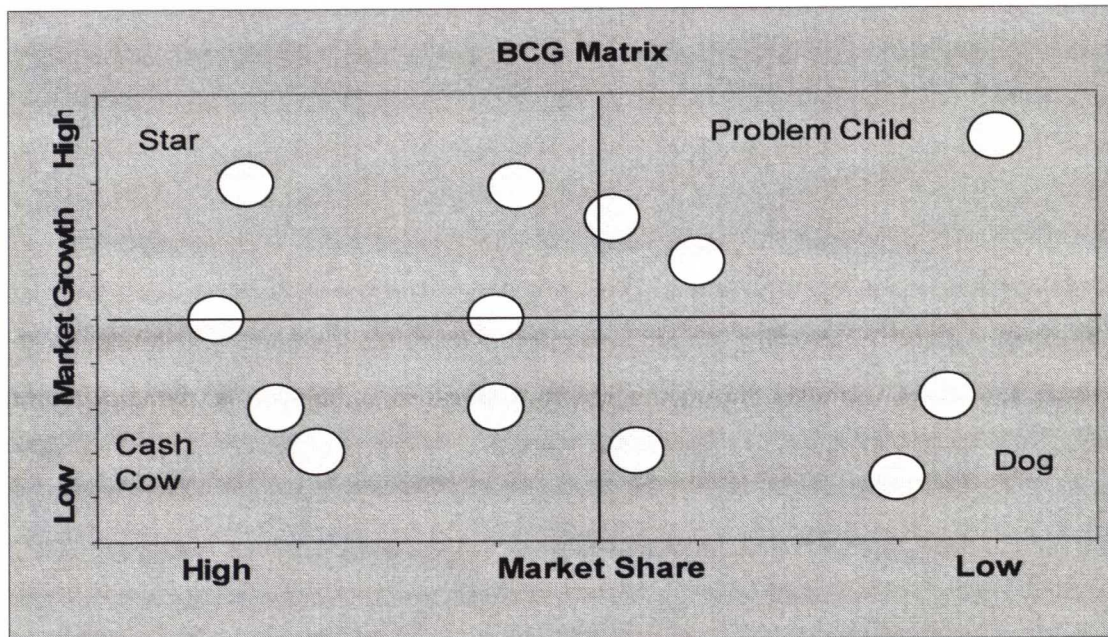 BCG Matrix
Star
Problem Child
Low Market Growth High
Cash
Cow
Dog
High Market Share Low